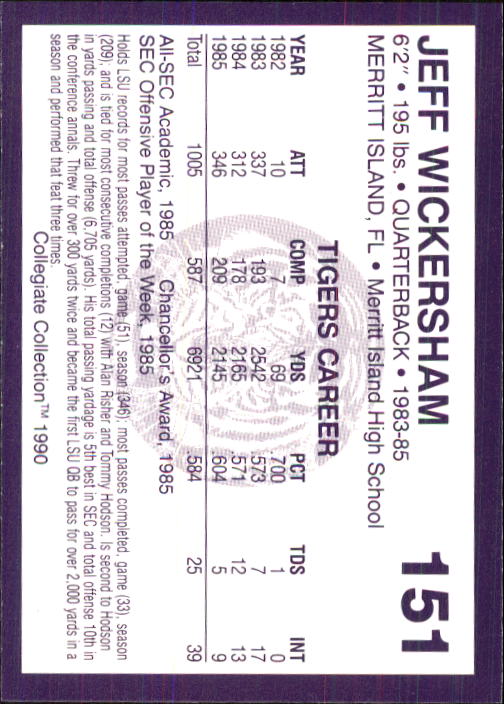 JEFF WICKERSHAM 151
6'2" • 195 lbs. • QUARTERBACK • 1983-85
MERRITT ISLAND, FL • Merritt Island High School
TIGERS CAREER
YEAR ATT COMP YDS PCT TDS INT
1982 10 7 69 .700 1 0
1983 337 193 2542 .573 7 17
1984 312 178 2165 .571 12 13
1985 346 209 2145 .604 5 9
Total 1005 587 6921 .584 25 39
All-SEC Academic, 1985 Chancellor's Award, 1985
SEC Offensive Player of the Week, 1985
Holds LSU records for most passes attempted, game (51), season (346); most passes completed, game (33), season
(209); and is tied for most consecutive completions (12) with Alan Risher and Tommy Hodson. Is second to Hodson
in yards passing and total offense (6,705 yards). His total passing yardage is 5th best in SEC and total offense 10th in
the conference annals. Threw for over 300 yards twice and became the first LSU QB to pass for over 2,000 yards in a
season and performed that feat three times.
Collegiate Collection™ 1990